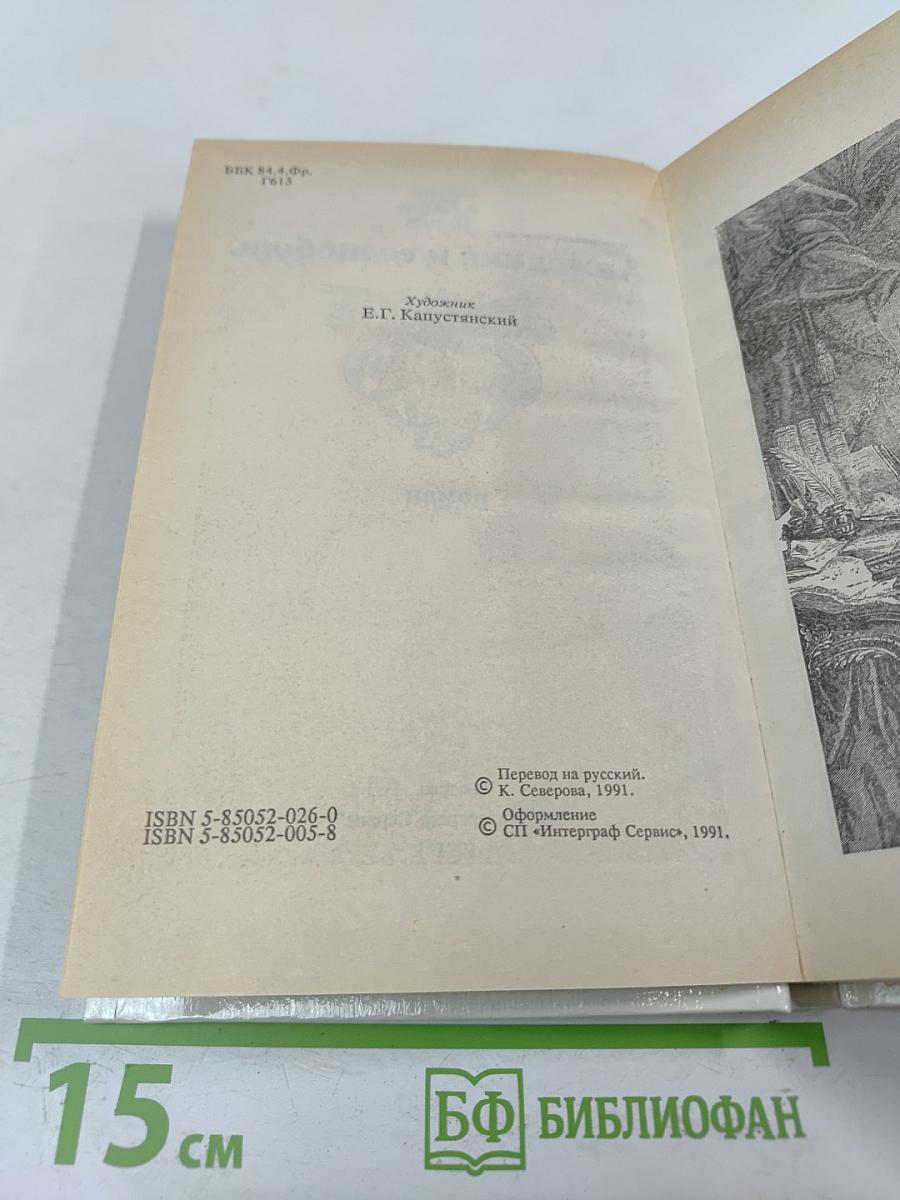 ББК 84.4.Фр.
Г615
Художник
Е.Г. Капустянский
© Перевод на русский.
К. Северова, 1991.
© Оформление
СП «Интерграф Сервис», 1991.
ISBN 5-85052-026-0
ISBN 5-85052-005-8
15 см
БФ БИБЛИОФАН